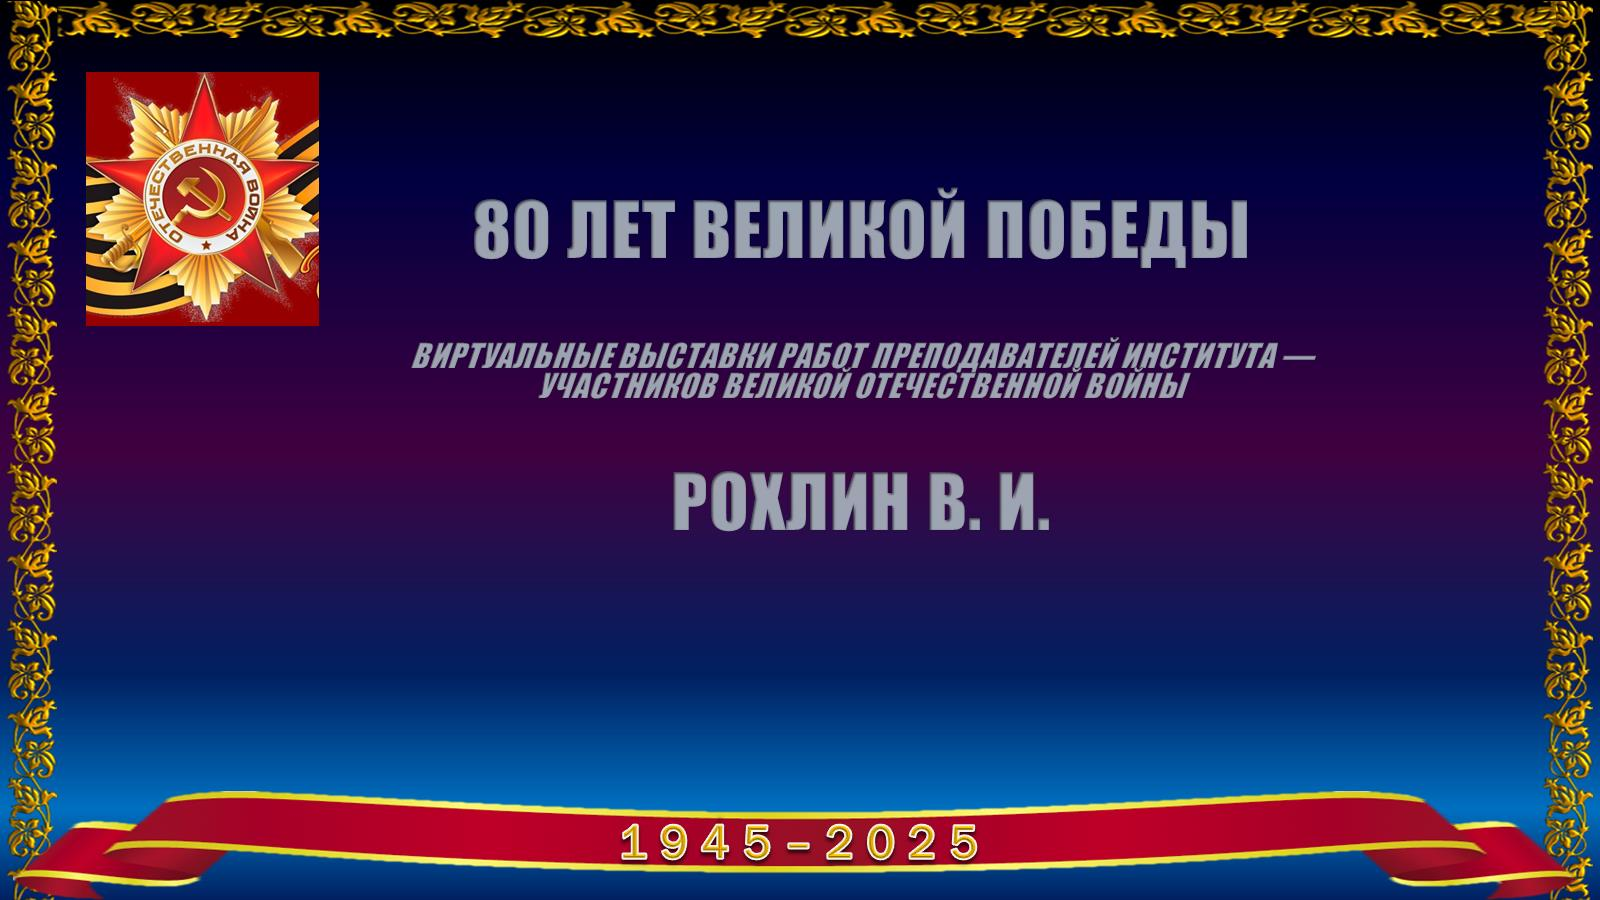 ОТЕЧЕСТВЕННАЯ ВОЙНА
80 ЛЕТ ВЕЛИКОЙ ПОБЕДЫ
ВИРТУАЛЬНЫЕ ВЫСТАВКИ РАБОТ ПРЕПОДАВАТЕЛЕЙ ИНСТИТУТА —
УЧАСТНИКОВ ВЕЛИКОЙ ОТЕЧЕСТВЕННОЙ ВОЙНЫ
РОХЛИН В. И.
1945–2025